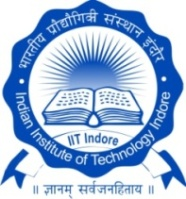 भारतीय प्रौद्योगिकी संस्थान इंदौर
IIT Indore
Indian Institute of Technology Indore
॥ ज्ञानम् सर्वजनहिताय ॥